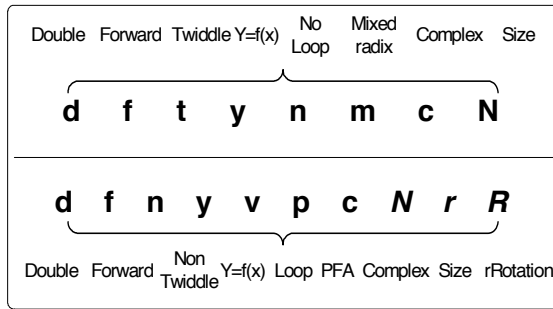 Double Forward Twiddle Y=f(x) No Loop Mixed radix Complex Size
d f t y n m c N
d f n y v p c N r R
Double Forward Non Twiddle Y=f(x) Loop PFA Complex Size rRotation